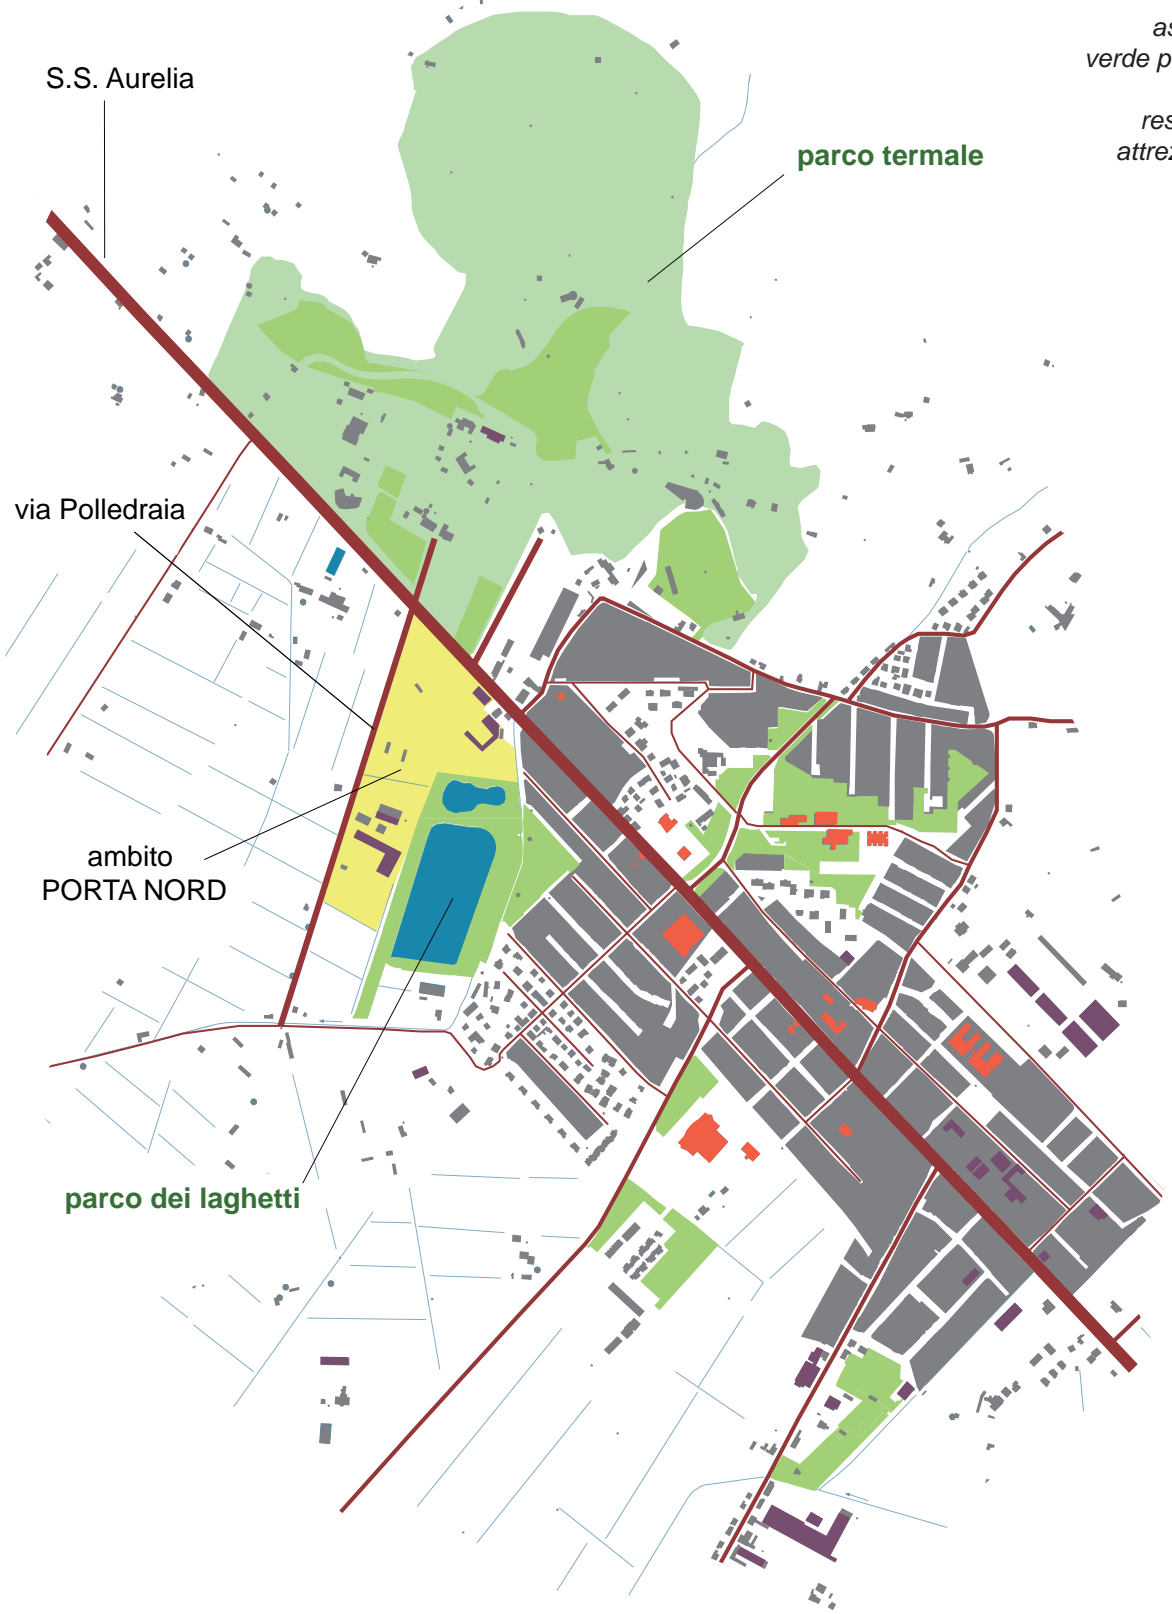 S.S. Aurelia
verde p
parco termale
via Polledraia
ambito
PORTA NORD
parco dei laghetti